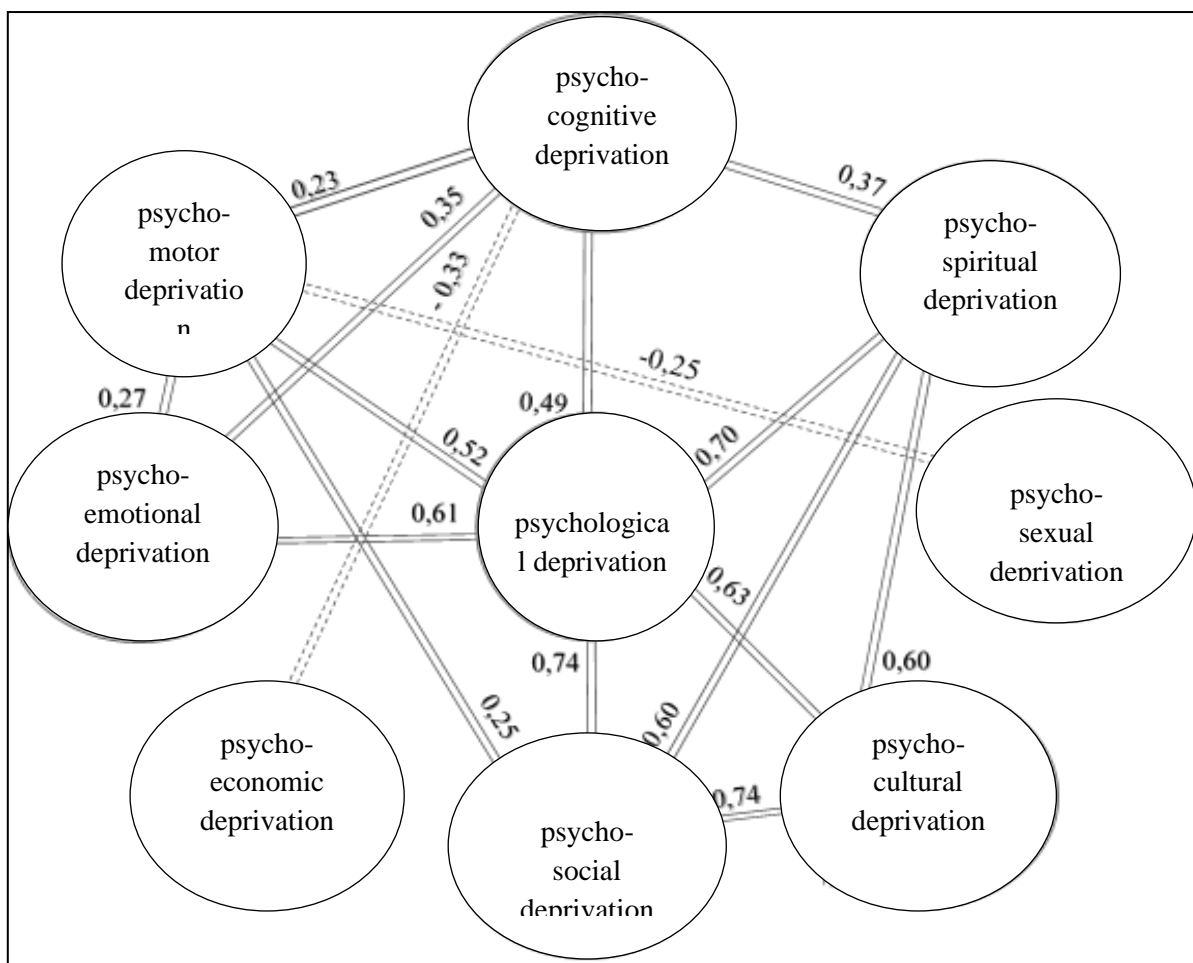 psycho-
cognitive
deprivation
0,23
0,37
0,35
psycho-
motor
deprivatio
n
psycho-
spiritual
deprivation
- 0,33
-0,25
0,27
0,49
0,52
0,70
psycho-
emotional
deprivation
0,61
psychologica
l deprivation
psycho-
sexual
deprivation
0,63
0,74
0,60
0,25
0,60
psycho-
economic
deprivation
psycho-
social
deprivation
0,74
psycho-
cultural
deprivation